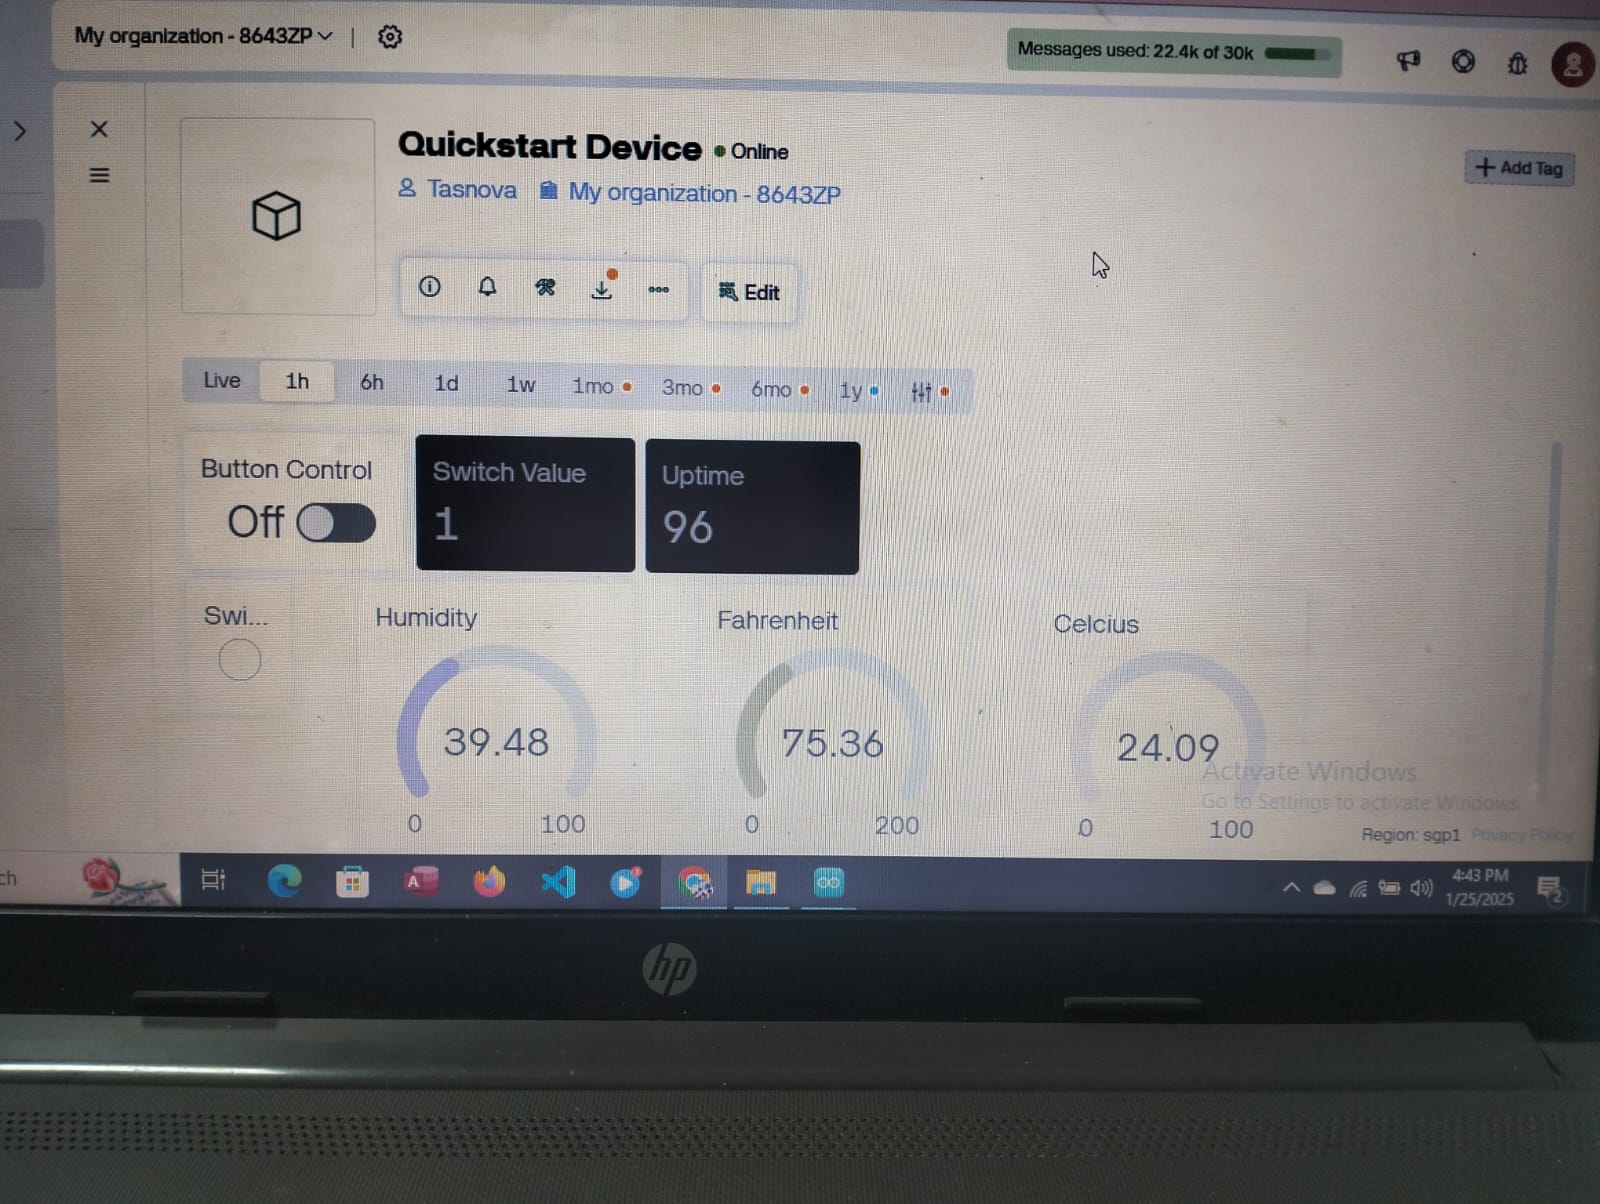 My organization - 8643ZP
Messages used: 22.4k of 30k
Quickstart Device Online
Tasnova My organization - 8643ZP
Add Tag
Edit
Live 1h 6h 1d 1w 1mo 3mo 6mo 1y
Button Control
Off
Switch Value
1
Uptime
96
Swi...
Humidity
39.48
0 100
Fahrenheit
75.36
0 200
Celcius
24.09
0 100
Activate Windows
Go to Settings to activate Windows.
Region: sgp1 Privacy Policy
ch
A
4:43 PM
1/25/2025
2
hp